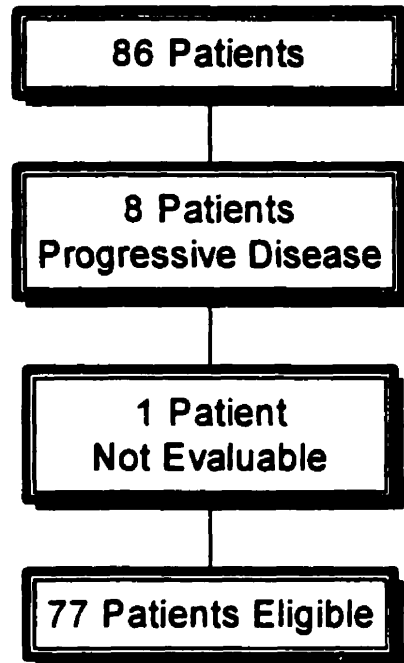 86 Patients
8 Patients
Progressive Disease
1 Patient
Not Evaluable
77 Patients Eligible